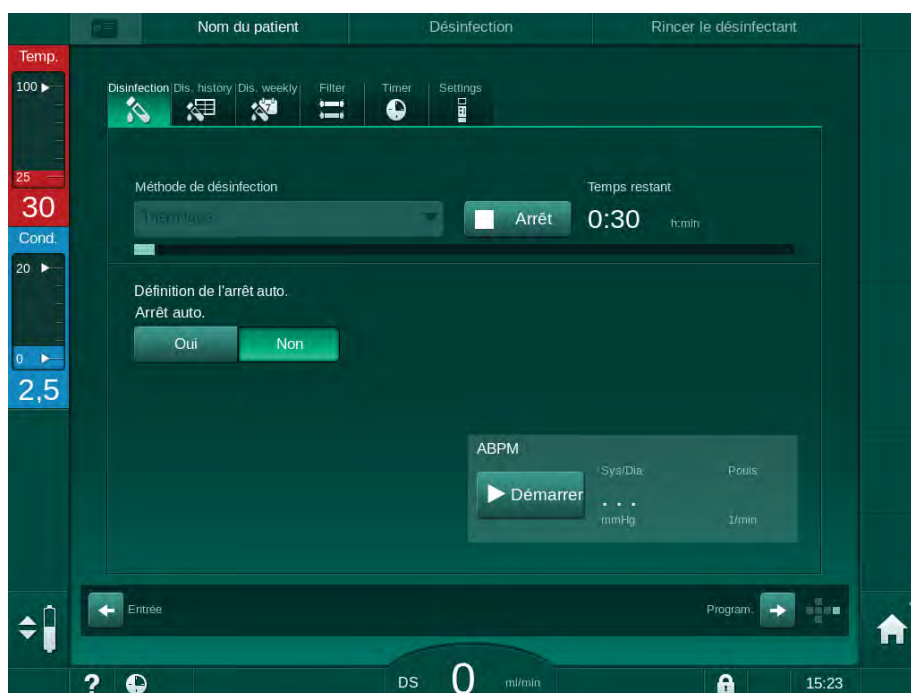 Nom du patient Désinfection Rincer le désinfectant
Temp.
100
25
30
Cond.
20
0
2,5
Disinfection Dis. history Dis. weekly Filter Timer Settings
7
Méthode de désinfection Temps restant
Thermique Arrêt 0:30 h:min
Définition de l'arrêt auto.
Arrêt auto.
Oui Non
ABPM
Sys/Dia Pouls
Démarrer . . .
mmHg 1/min
Entrée Program.
? DS 0 ml/min 15:23